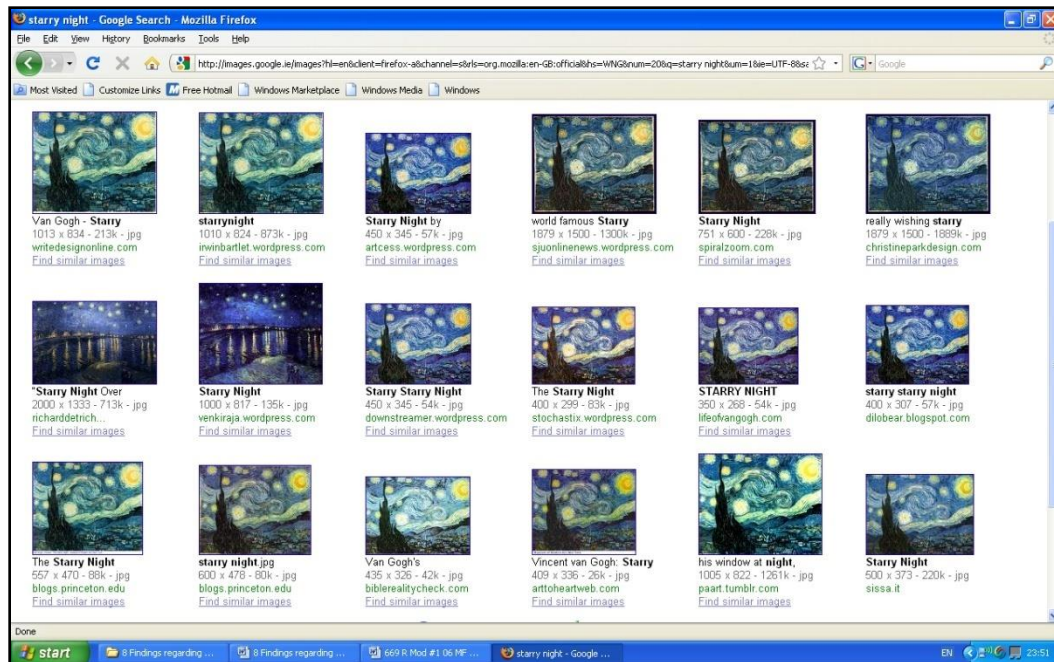 starry night - Google Search - Mozilla Firefox
File Edit View History Bookmarks Tools Help
http://images.google.ie/images?hl=en&client=firefox-a&channel=s&rls=org.mozilla:en-GB:official&hs=WNG&num=20&q=starry night&um=1&ie=UTF-8&sa
Google
Most Visited Customize Links Free Hotmail Windows Marketplace Windows Media Windows
Van Gogh - Starry
1013 x 834 - 213k - jpg
writedesignonline.com
Find similar images
starrynight
1010 x 824 - 873k - jpg
irwinbartlet.wordpress.com
Find similar images
Starry Night by
450 x 345 - 57k - jpg
artcess.wordpress.com
Find similar images
world famous Starry
1879 x 1500 - 1300k - jpg
sjuonlinenews.wordpress.com
Find similar images
Starry Night
751 x 600 - 228k - jpg
spiralzoom.com
Find similar images
really wishing starry
1879 x 1500 - 1889k - jpg
christineparkdesign.com
Find similar images
"Starry Night Over
2000 x 1333 - 713k - jpg
richarddetrich...
Find similar images
Starry Night
1000 x 817 - 135k - jpg
venkiraja.wordpress.com
Find similar images
Starry Starry Night
450 x 345 - 54k - jpg
downstreamer.wordpress.com
Find similar images
The Starry Night
400 x 299 - 83k - jpg
stochastix.wordpress.com
Find similar images
STARRY NIGHT
350 x 268 - 54k - jpg
lifeofvangogh.com
Find similar images
starry starry night
400 x 307 - 57k - jpg
dilobear.blogspot.com
Find similar images
The Starry Night
557 x 470 - 88k - jpg
blogs.princeton.edu
Find similar images
starry night.jpg
600 x 478 - 80k - jpg
blogs.princeton.edu
Find similar images
Van Gogh's
435 x 326 - 42k - jpg
biblerealitycheck.com
Find similar images
Vincent van Gogh: Starry
409 x 336 - 26k - jpg
arttoheartweb.com
Find similar images
his window at night,
1005 x 822 - 1261k - jpg
paart.tumblr.com
Find similar images
Starry Night
500 x 373 - 220k - jpg
sissa.it
Done
start 8 Findings regarding ... 8 Findings regarding ... 669 R Mod #1 06 MF ... starry night - Google ... EN 23:51